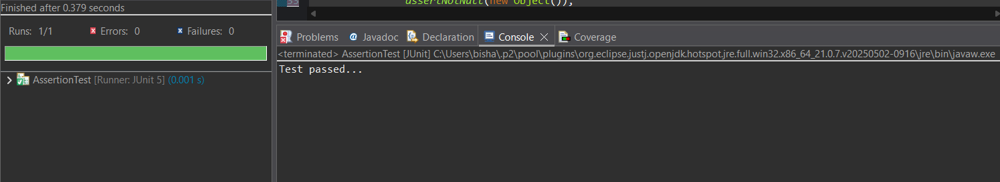 Finished after 0.379 seconds
Runs: 1/1 Errors: 0 Failures: 0
AssertionTest [Runner: JUnit 5] (0.001 s)
33 assertNotNull(new Object());
Problems @ Javadoc Declaration Console Coverage
<terminated> AssertionTest [JUnit] C:\Users\bisha\.p2\pool\plugins\org.eclipse.justj.openjdk.hotspot.jre.full.win32.x86_64_21.0.7.v20250502-0916\jre\bin\javaw.exe
Test passed...